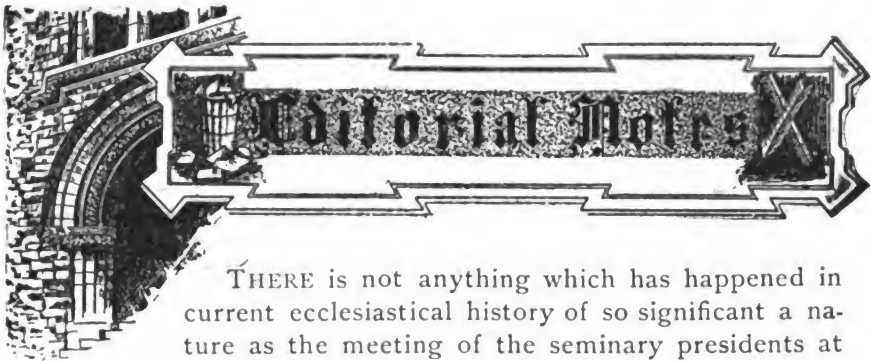 Editorial Notes
THERE is not anything which has happened in
current ecclesiastical history of so significant a na-
ture as the meeting of the seminary presidents at